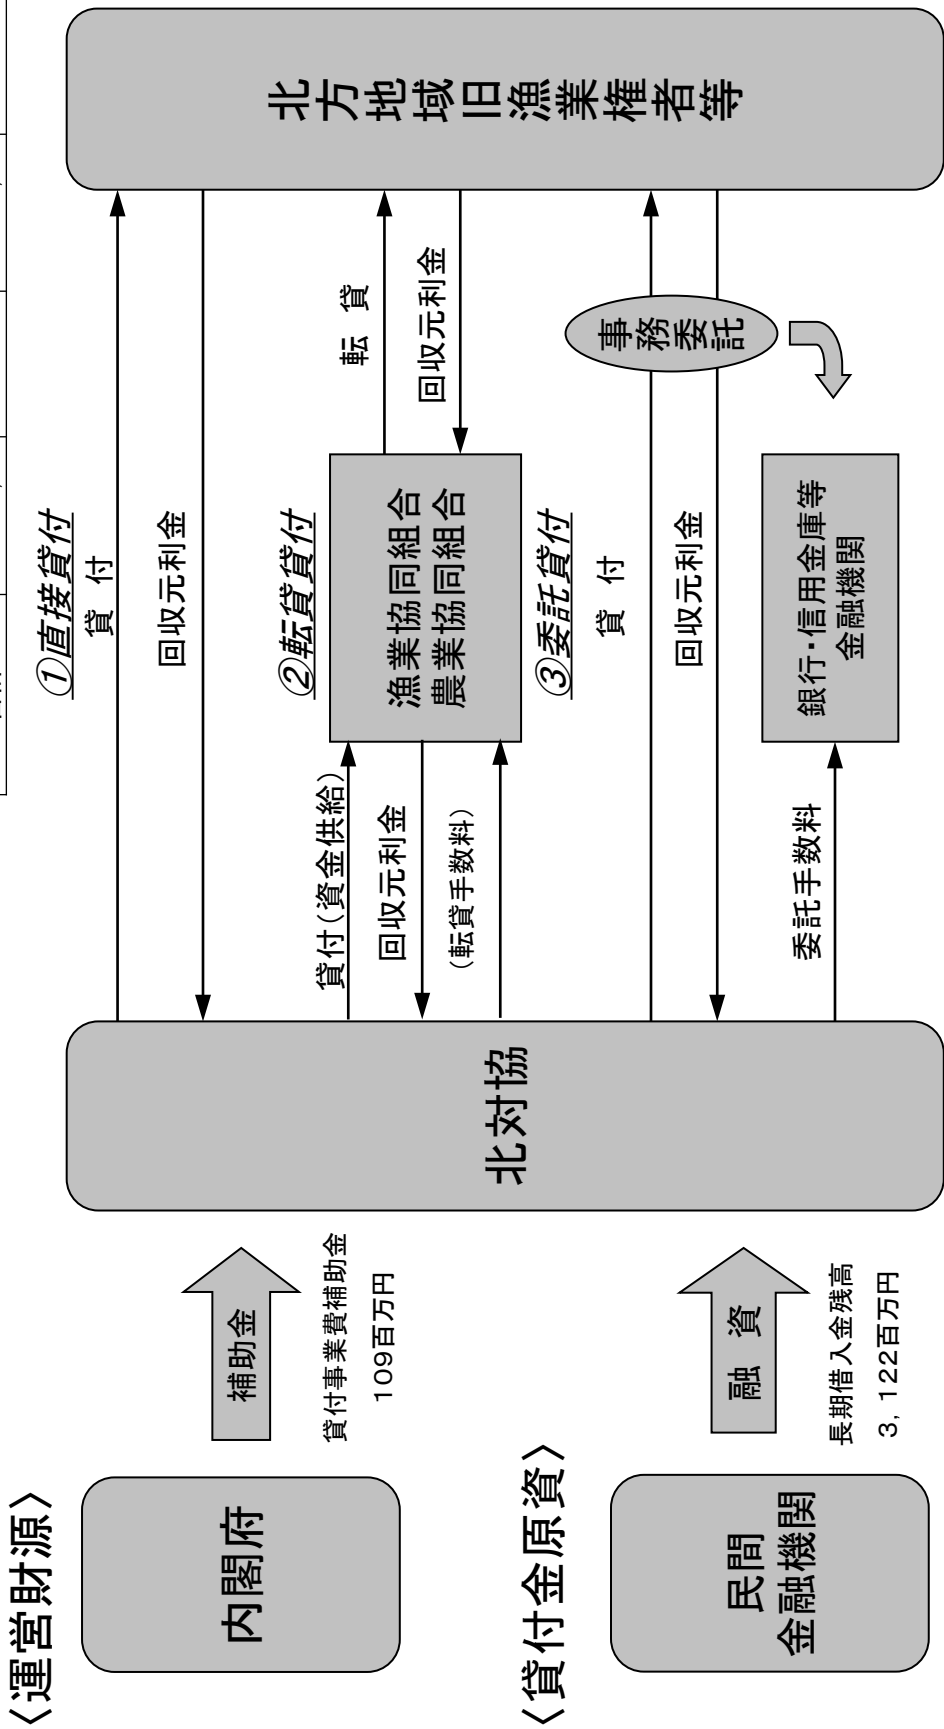 〈運営財源〉
内閣府
補助金
貸付事業費補助金
109百万円
〈貸付金原資〉
民間
金融機関
融 資
長期借入金残高
3,122百万円
北対協
①直接貸付
貸 付
回収元利金
②転貸貸付
貸付(資金供給)
回収元利金
(転貸手数料)
漁業協同組合
農業協同組合
転 貸
回収元利金
③委託貸付
貸 付
回収元利金
事務
委託
委託手数料
銀行・信用金庫等
金融機関
北方地域旧漁業権者等